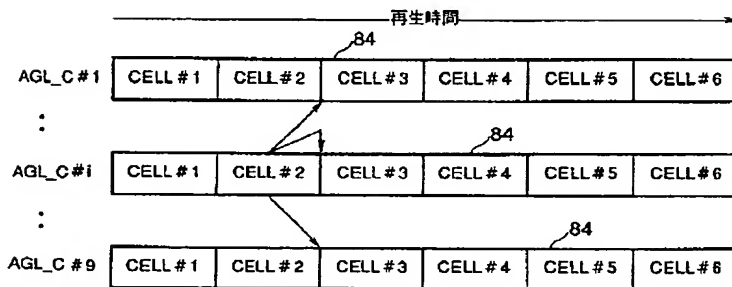 再生時間
84
AGL_C #1 CELL #1 CELL #2 CELL #3 CELL #4 CELL #5 CELL #6
:
84
AGL_C #i CELL #1 CELL #2 CELL #3 CELL #4 CELL #5 CELL #6
:
84
AGL_C #9 CELL #1 CELL #2 CELL #3 CELL #4 CELL #5 CELL #6